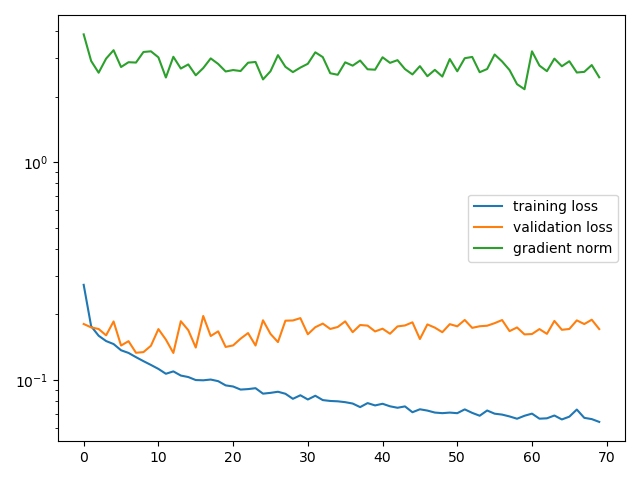 10⁰
10⁻¹
training loss
validation loss
gradient norm
0 10 20 30 40 50 60 70